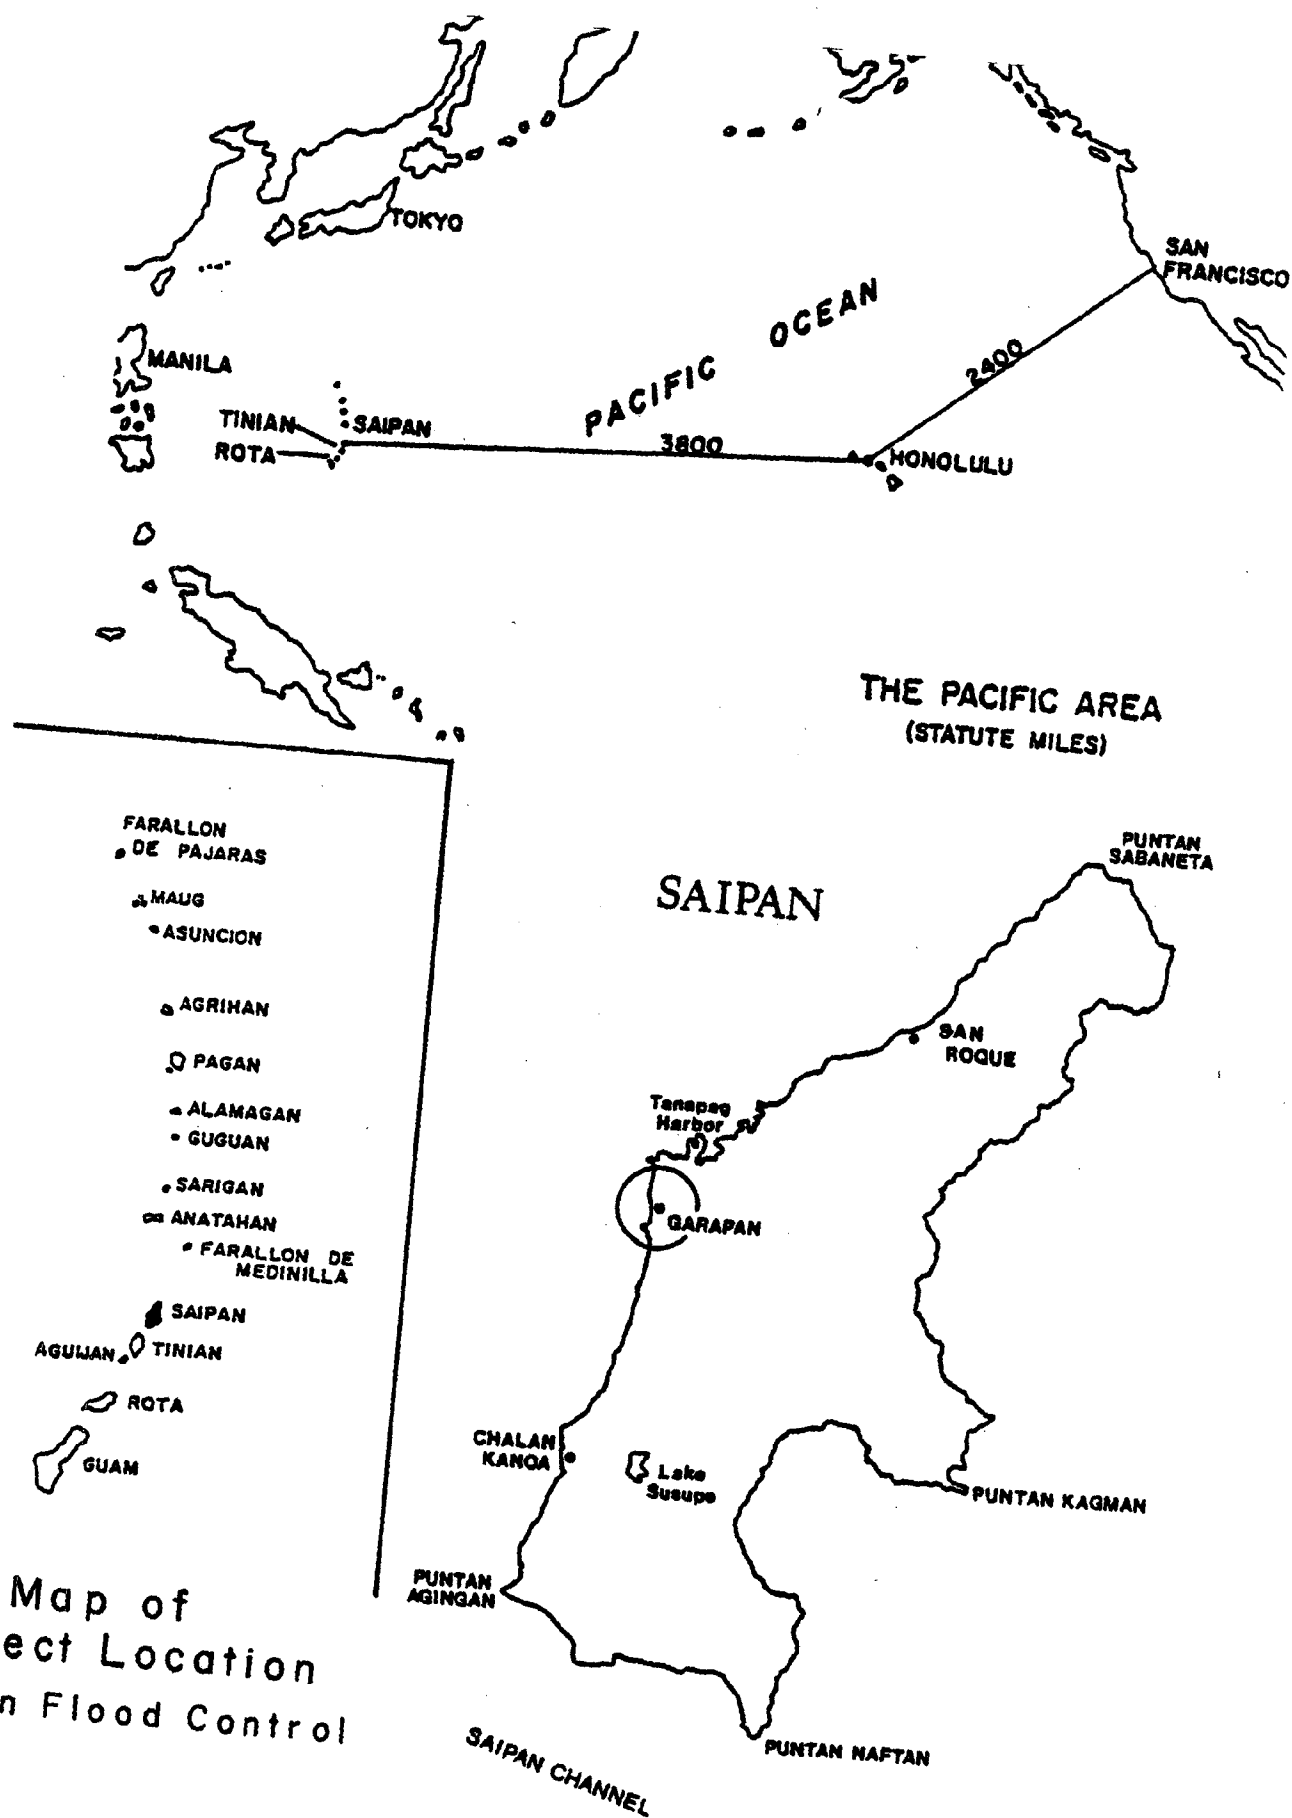 TOKYO
SAN
FRANCISCO
PACIFIC OCEAN
2400
MANILA
TINIAN
SAIPAN
ROTA
3800
HONOLULU
THE PACIFIC AREA
(STATUTE MILES)
FARALLON
DE PAJARAS
MAUG
ASUNCION
AGRIHAN
PAGAN
ALAMAGAN
GUGUAN
SARIGAN
ANATAHAN
FARALLON DE
MEDINILLA
SAIPAN
AGUIJAN
TINIAN
ROTA
GUAM
SAIPAN
PUNTAN
SABANETA
SAN
ROQUE
Tanapag
Harbor
GARAPAN
CHALAN
KANOA
Lake
Susupe
PUNTAN KAGMAN
PUNTAN
AGINGAN
PUNTAN NAFTAN
SAIPAN CHANNEL
Map of
ect Location
n Flood Control